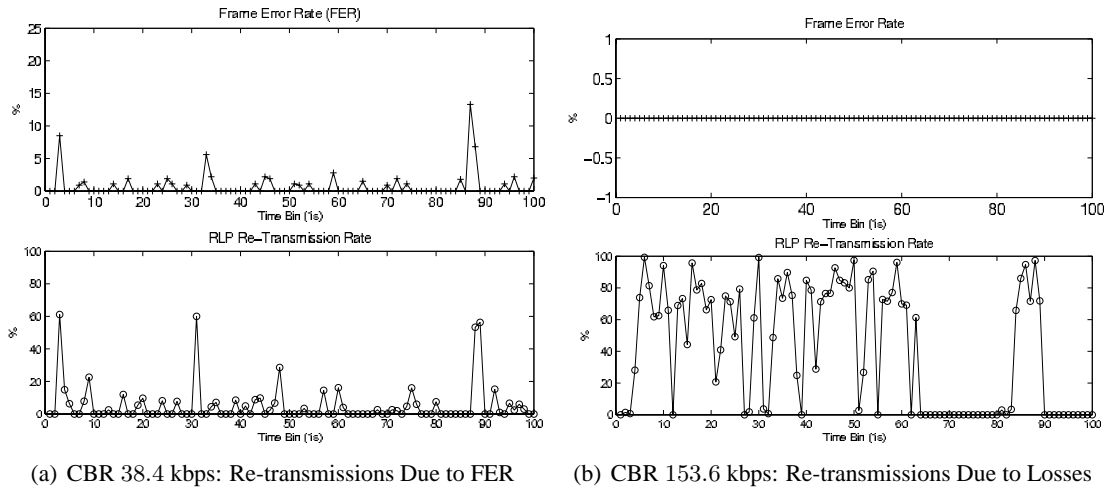 Frame Error Rate (FER)
25
20
15
10
5
0
%
0 10 20 30 40 50 60 70 80 90 100
Time Bin (1s)
RLP Re-Transmission Rate
100
80
60
40
20
0
%
0 10 20 30 40 50 60 70 80 90 100
Time Bin (1s)
(a) CBR 38.4 kbps: Re-transmissions Due to FER
Frame Error Rate
1
0.5
0
-0.5
-1
%
0 20 40 60 80 100
Time Bin (1s)
RLP Re-Transmission Rate
100
80
60
40
20
0
%
0 10 20 30 40 50 60 70 80 90 100
Time Bin (1s)
(b) CBR 153.6 kbps: Re-transmissions Due to Losses